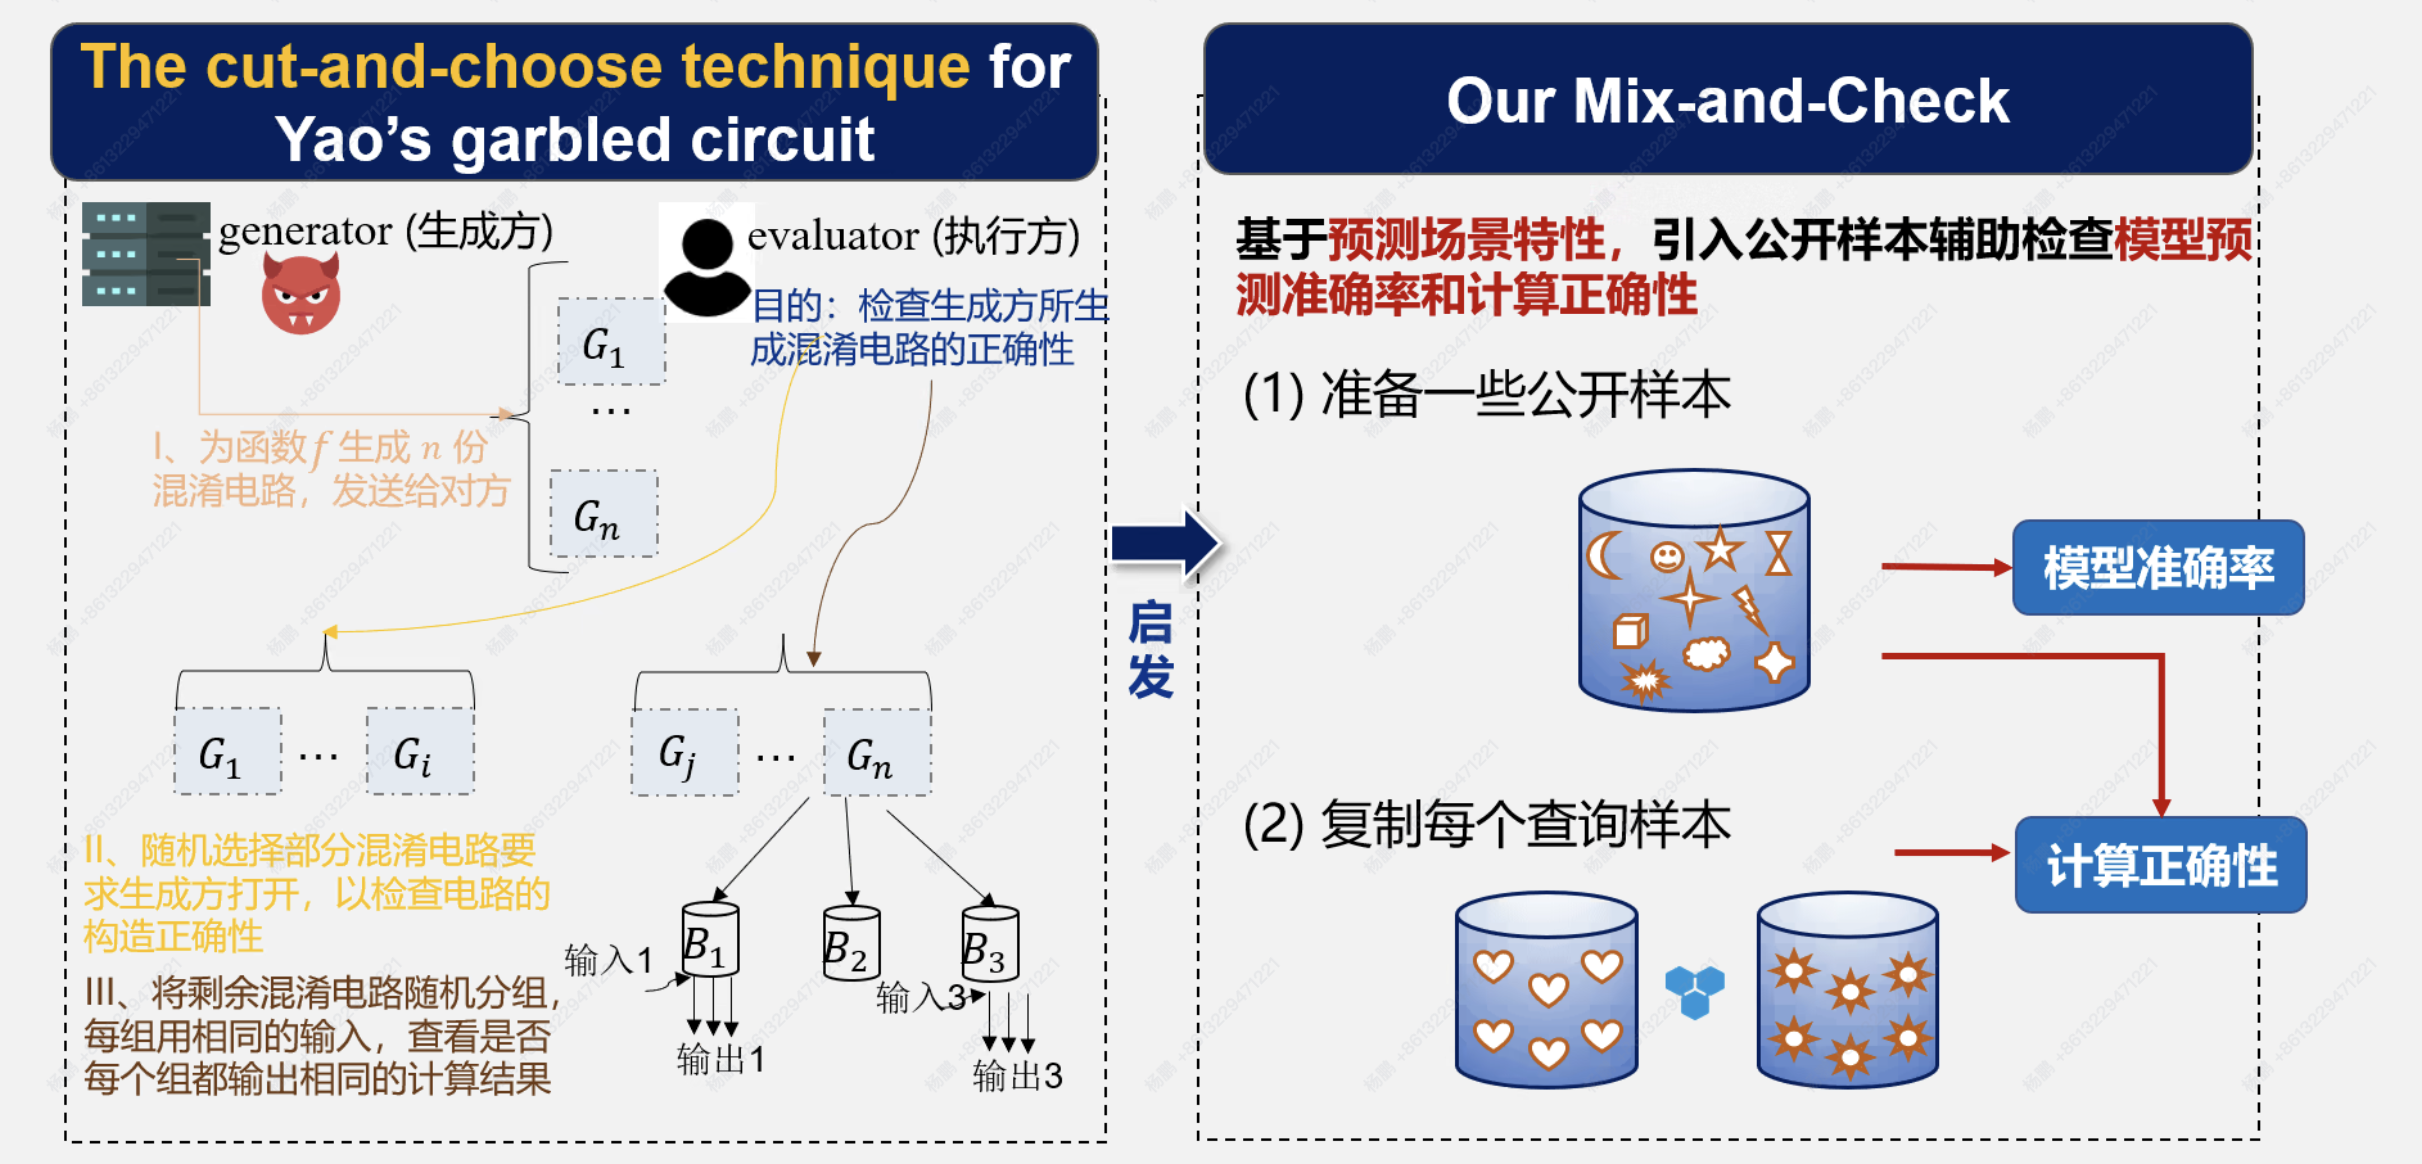 The cut-and-choose technique for
Yao's garbled circuit
generator (生成方)
evaluator (执行方)
目的：检查生成方所生
成混淆电路的正确性
G1
…
Gn
I、为函数f 生成 n 份
混淆电路，发送给对方
G1 … Gi
Gj … Gn
II、随机选择部分混淆电路要
求生成方打开，以检查电路的
构造正确性
III、将剩余混淆电路随机分组，
每组用相同的输入，查看是否
每个组都输出相同的计算结果
B1
B2
B3
输入1
输入3
输出1
输出3
启
发
Our Mix-and-Check
基于预测场景特性，引入公开样本辅助检查模型预
测准确率和计算正确性
(1) 准备一些公开样本
模型准确率
(2) 复制每个查询样本
计算正确性
杨鹏 +8613229471221